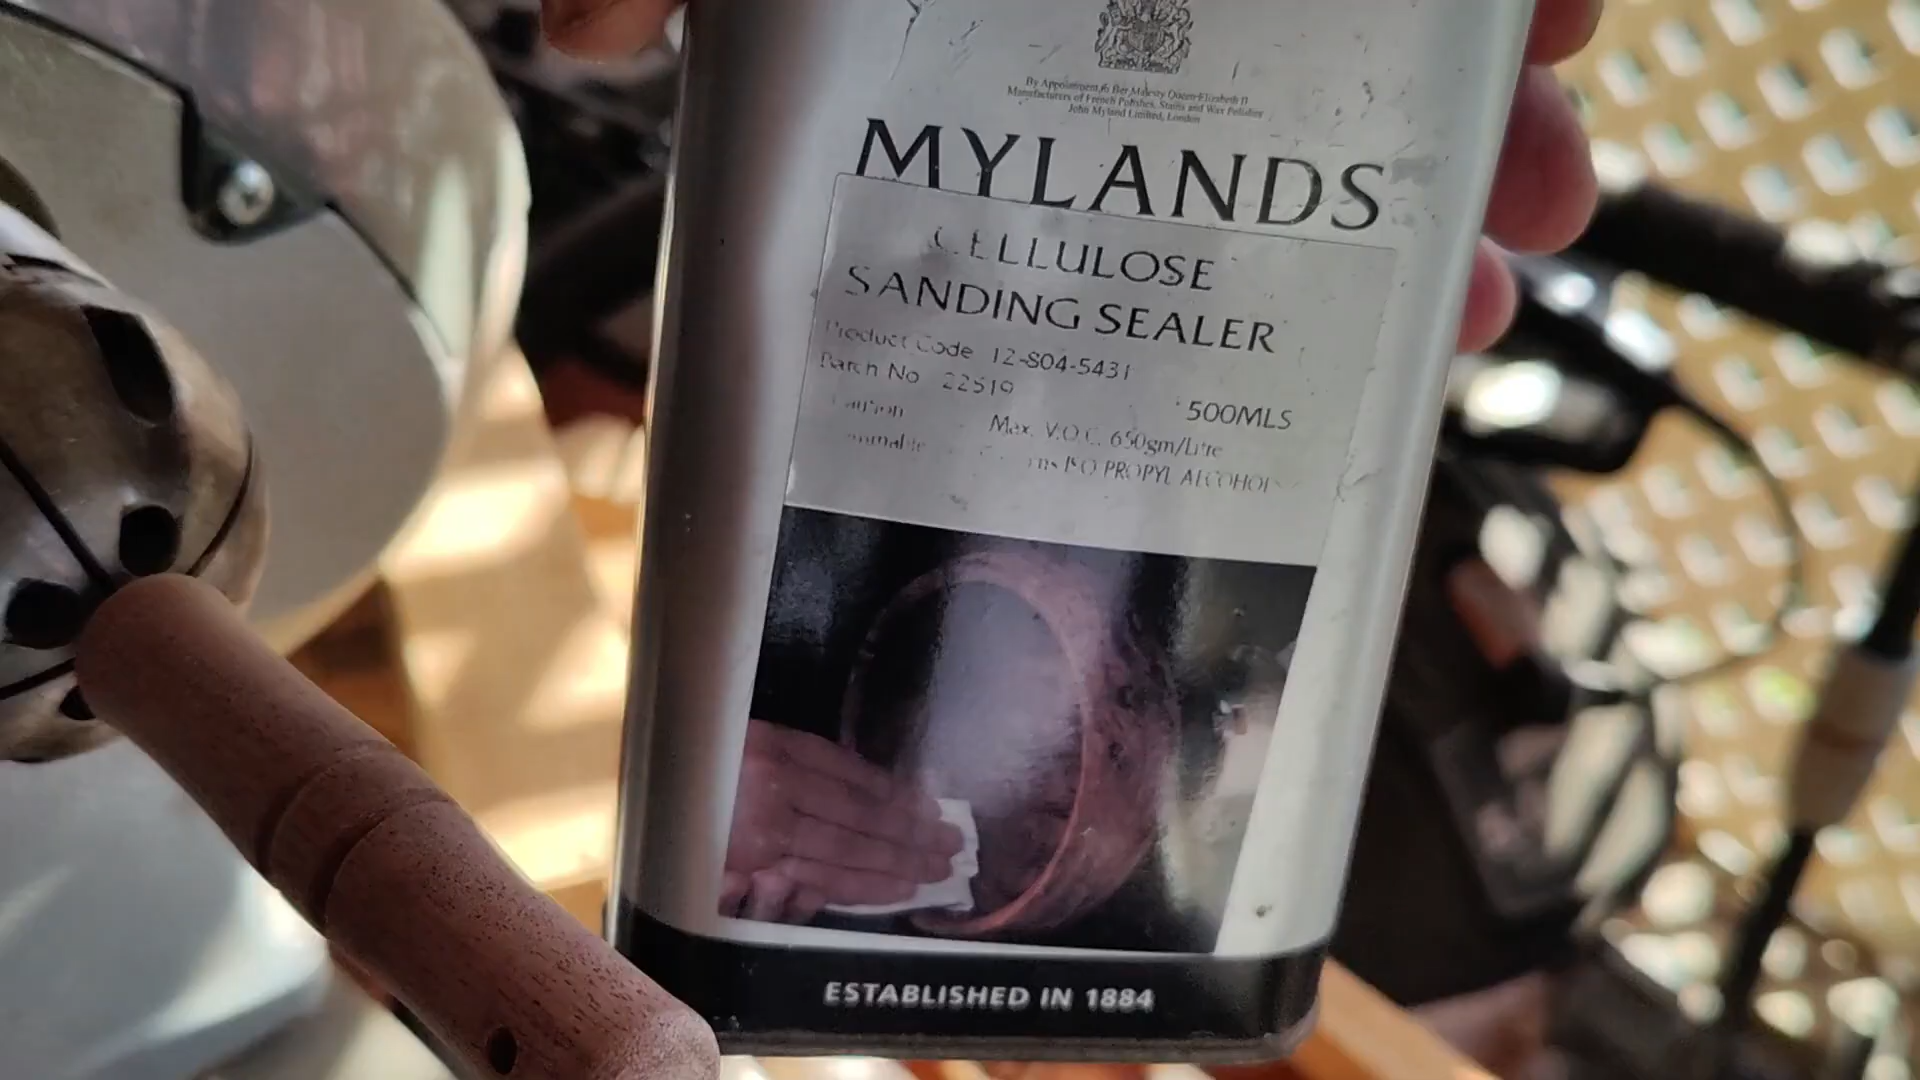 By Appointment to Her Majesty Queen Elizabeth II
Manufacturers of French Polishes, Stains and Wax Polishes
John Myland Limited, London
MYLANDS
CELLULOSE
SANDING SEALER
Product Code 12-804-5431
Batch No 22519
500MLS
Max. V.O.C. 650gm/Litre
ISO PROPYL ALCOHOL
ESTABLISHED IN 1884